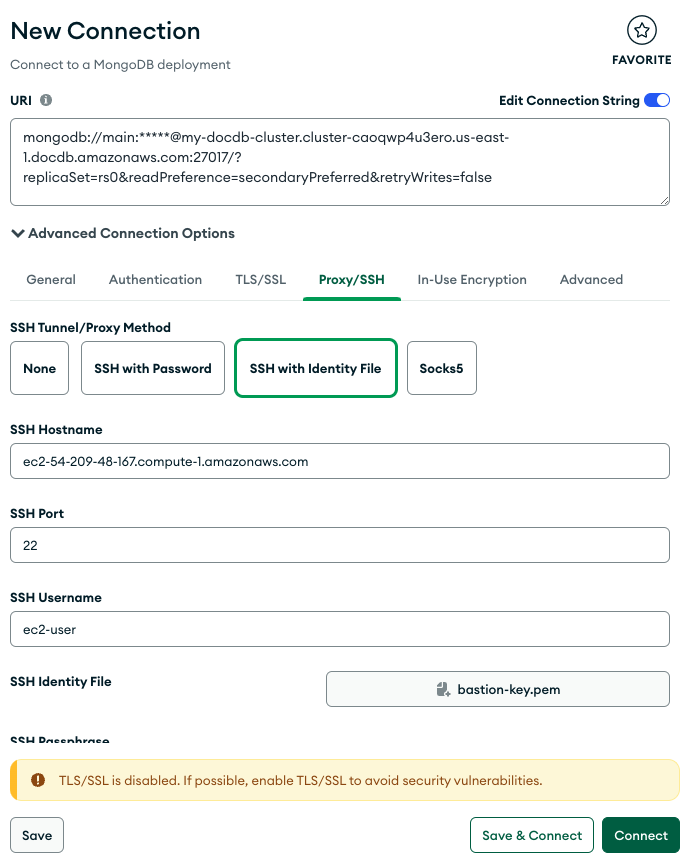 New Connection
FAVORITE
Connect to a MongoDB deployment
URI
Edit Connection String
mongodb://main:*****@my-docdb-cluster.cluster-caoqwp4u3ero.us-east-
1.docdb.amazonaws.com:27017/?
replicaSet=rs0&readPreference=secondaryPreferred&retryWrites=false
Advanced Connection Options
General Authentication TLS/SSL Proxy/SSH In-Use Encryption Advanced
SSH Tunnel/Proxy Method
None SSH with Password SSH with Identity File Socks5
SSH Hostname
ec2-54-209-48-167.compute-1.amazonaws.com
SSH Port
22
SSH Username
ec2-user
SSH Identity File
bastion-key.pem
SSH Passphrase
TLS/SSL is disabled. If possible, enable TLS/SSL to avoid security vulnerabilities.
Save Save & Connect Connect